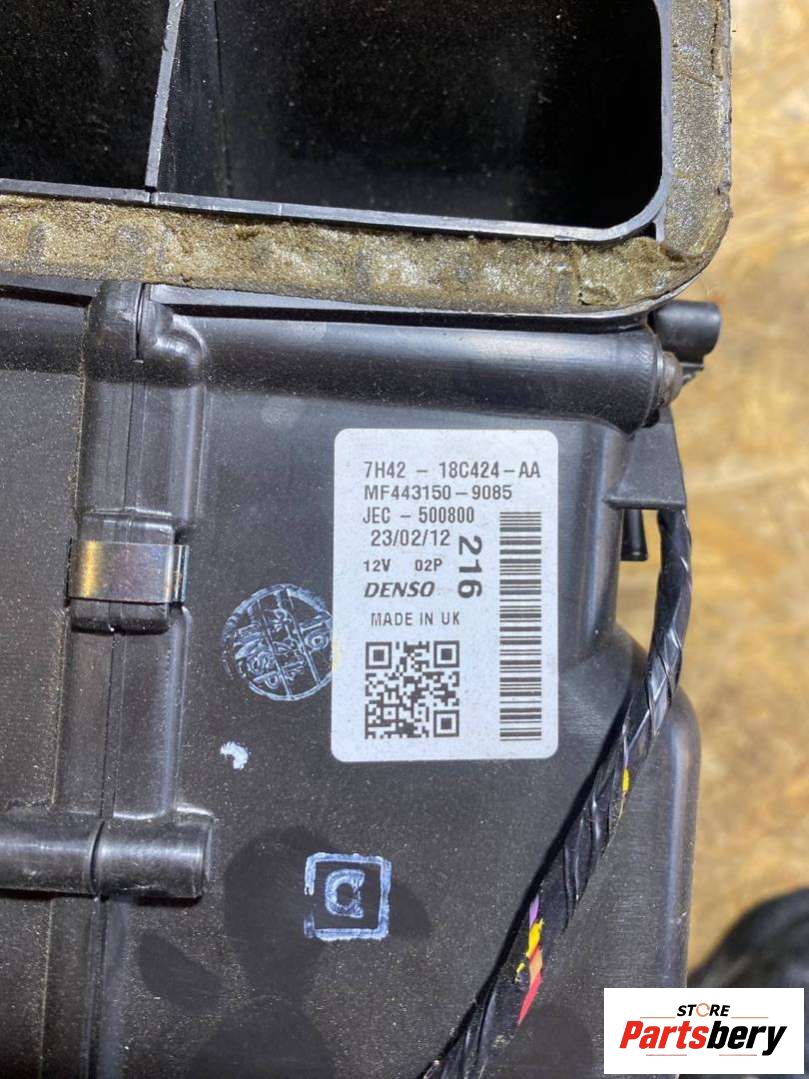 7H42 - 18C424-AA
MF443150-9085
JEC - 500800
23/02/12
216
12V 02P
DENSO
MADE IN UK
INSP
C
STORE
Partsbery